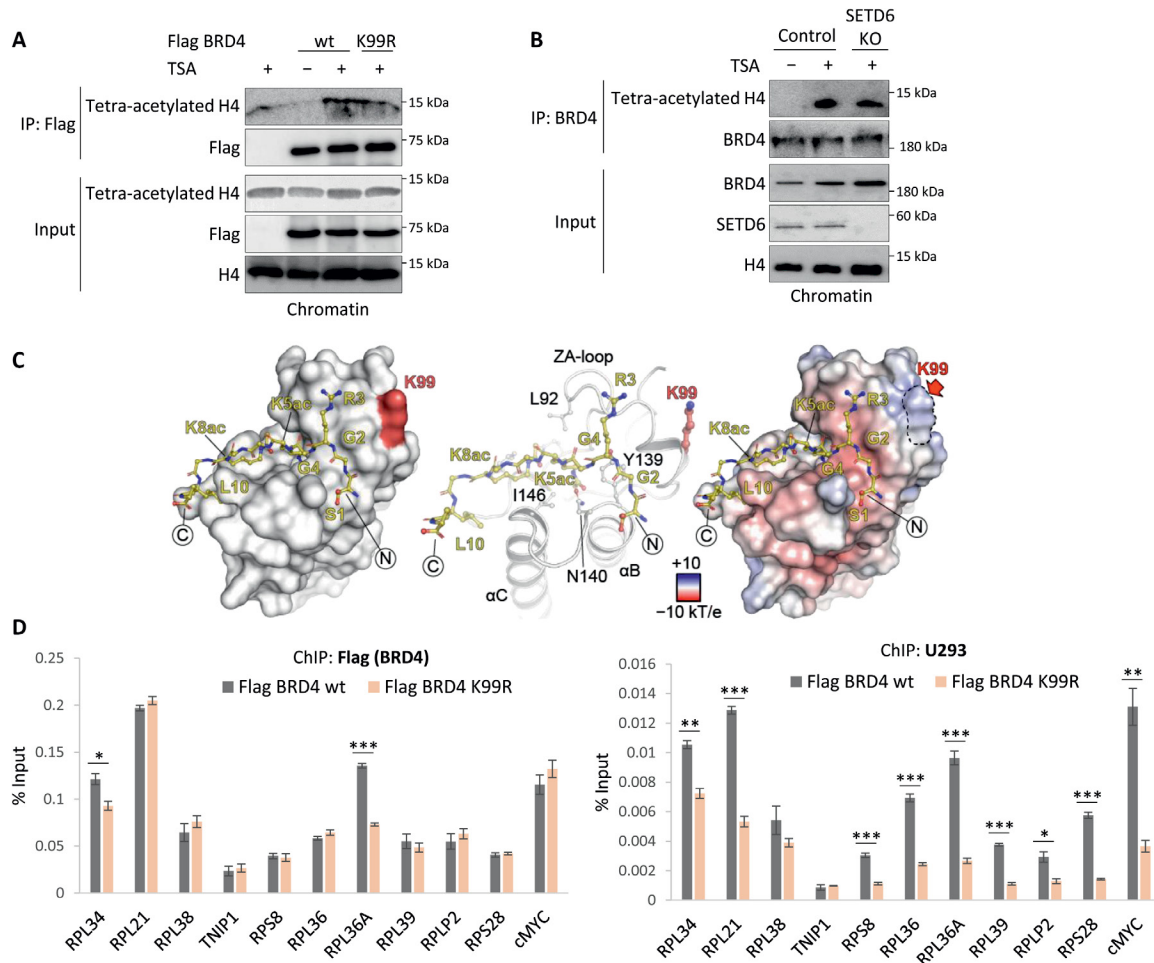 A
Flag BRD4 wt K99R
TSA + − + +
IP: Flag
Tetra-acetylated H4
15 kDa
Flag
75 kDa
Input
Tetra-acetylated H4
15 kDa
Flag
75 kDa
H4
15 kDa
Chromatin
B
Control SETD6 KO
TSA − + +
IP: BRD4
Tetra-acetylated H4
15 kDa
BRD4
180 kDa
Input
BRD4
180 kDa
SETD6
60 kDa
H4
15 kDa
Chromatin
C
K99
R3
K5ac
K8ac
G2
G4
L10
S1
C
N
ZA-loop
R3
K99
L92
G4
K8ac
Y139
K5ac
G2
I146
N
C
L10
N140
αB
αC
+10
−10 kT/e
K99
R3
K5ac
K8ac
G2
G4
L10
S1
C
N
D
ChIP: Flag (BRD4)
Flag BRD4 wt Flag BRD4 K99R
% Input
0.25
0.2
0.15
0.1
0.05
0
* ***
RPL34 RPL21 RPL38 TNIP1 RPS8 RPL36 RPL36A RPL39 RPLP2 RPS28 cMYC
ChIP: U293
Flag BRD4 wt Flag BRD4 K99R
% Input
0.016
0.014
0.012
0.01
0.008
0.006
0.004
0.002
0
** *** *** *** *** *** * *** **
RPL34 RPL21 RPL38 TNIP1 RPS8 RPL36 RPL36A RPL39 RPLP2 RPS28 cMYC